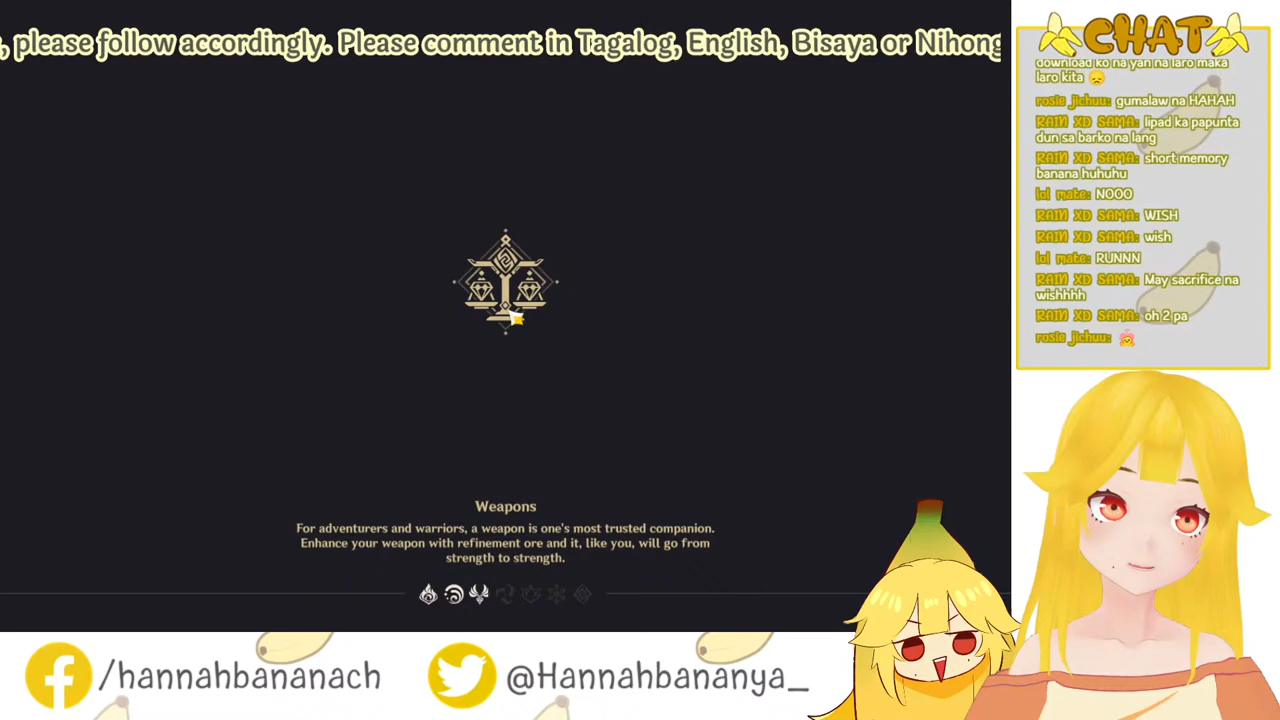 , please follow accordingly. Please comment in Tagalog, English, Bisaya or Nihong
CHAT
download ko na yan na laro maka
laro kita 😞
rosie jichuu: gumalaw na HAHAH
RAIN XD SAMA: lipad ka papunta
dun sa barko na lang
RAIN XD SAMA: short memory
banana huhuhu
lol mate: NOOO
RAIN XD SAMA: WISH
RAIN XD SAMA: wish
lol mate: RUNNN
RAIN XD SAMA: May sacrifice na
wishhhh
RAIN XD SAMA: oh 2 pa
rosie jichuu:
Weapons
For adventurers and warriors, a weapon is one's most trusted companion.
Enhance your weapon with refinement ore and it, like you, will go from
strength to strength.
/hannahbananach
@Hannahbananya_